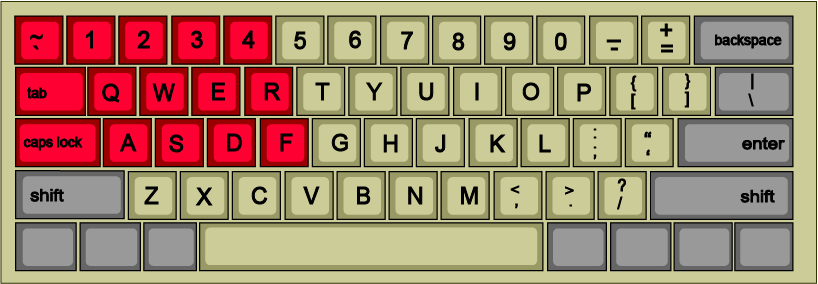 ~ ` 1 2 3 4 5 6 7 8 9 0 – - + = backspace
tab Q W E R T Y U I O P { [ } ] | \
caps lock A S D F G H J K L : ; “ ‘ enter
shift Z X C V B N M < , > . ? / shift